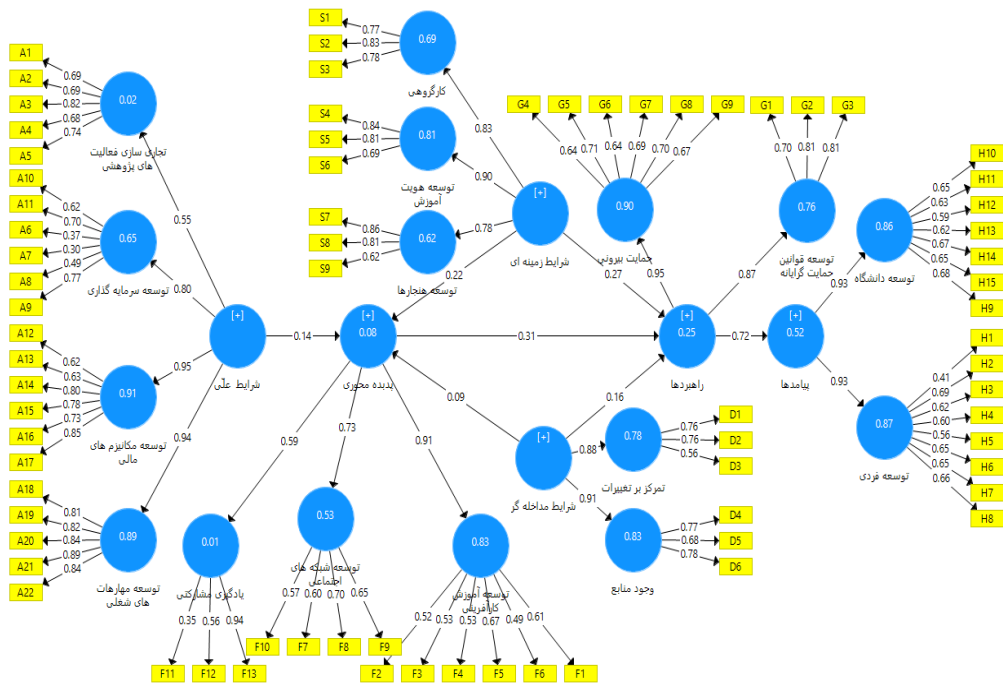 S1
S2
S3
0.77
0.83
0.78
0.69
کارگروهی
A1
A2
A3
A4
A5
0.69
0.69
0.82
0.68
0.74
0.02
تجاری سازی فعالیت
های پژوهشی
S4
S5
S6
0.84
0.81
0.69
0.81
توسعه هویت
آموزش
0.83
0.90
0.78
G4
G5
G6
G7
G8
G9
0.64
0.71
0.64
0.69
0.70
0.67
0.90
حمایت بیرونی
G1
G2
G3
0.70
0.81
0.81
0.76
توسعه قوانین
حمایت گرایانه
H10
H11
H12
H13
H14
H15
H9
0.65
0.63
0.59
0.62
0.67
0.65
0.68
0.86
توسعه دانشگاه
A10
A11
A6
A7
A8
A9
0.62
0.70
0.37
0.30
0.49
0.77
0.65
توسعه سرمایه گذاری
0.55
0.80
S7
S8
S9
0.86
0.81
0.62
0.62
توسعه هنجارها
[+]
شرایط زمینه ای
0.22
0.27
0.95
0.87
0.93
[+]
شرایط علّی
0.14
[+]
0.08
پدیده محوری
0.31
[+]
0.25
راهبردها
0.72
[+]
0.52
پیامدها
0.93
A12
A13
A14
A15
A16
A17
0.62
0.63
0.80
0.78
0.73
0.85
0.91
توسعه مکانیزم های
مالی
0.95
0.94
0.59
0.73
0.91
0.09
0.16
[+]
شرایط مداخله گر
0.88
0.91
D1
D2
D3
0.76
0.76
0.56
0.78
تمرکز بر تغییرات
H1
H2
H3
H4
H5
H6
H7
H8
0.41
0.69
0.62
0.60
0.56
0.65
0.65
0.66
0.87
توسعه فردی
A18
A19
A20
A21
A22
0.81
0.82
0.84
0.89
0.84
0.89
توسعه مهارهات
های شغلی
0.01
یادگیری مشارکتی
0.35
0.56
0.94
F11
F12
F13
0.53
توسعه شبکه های
اجتماعی
0.57
0.60
0.70
0.65
F10
F7
F8
F9
0.83
توسعه آموزش
کارآفرینی
0.52
0.53
0.53
0.67
0.49
0.61
F2
F3
F4
F5
F6
F1
D4
D5
D6
0.77
0.68
0.78
0.83
وجود منابع